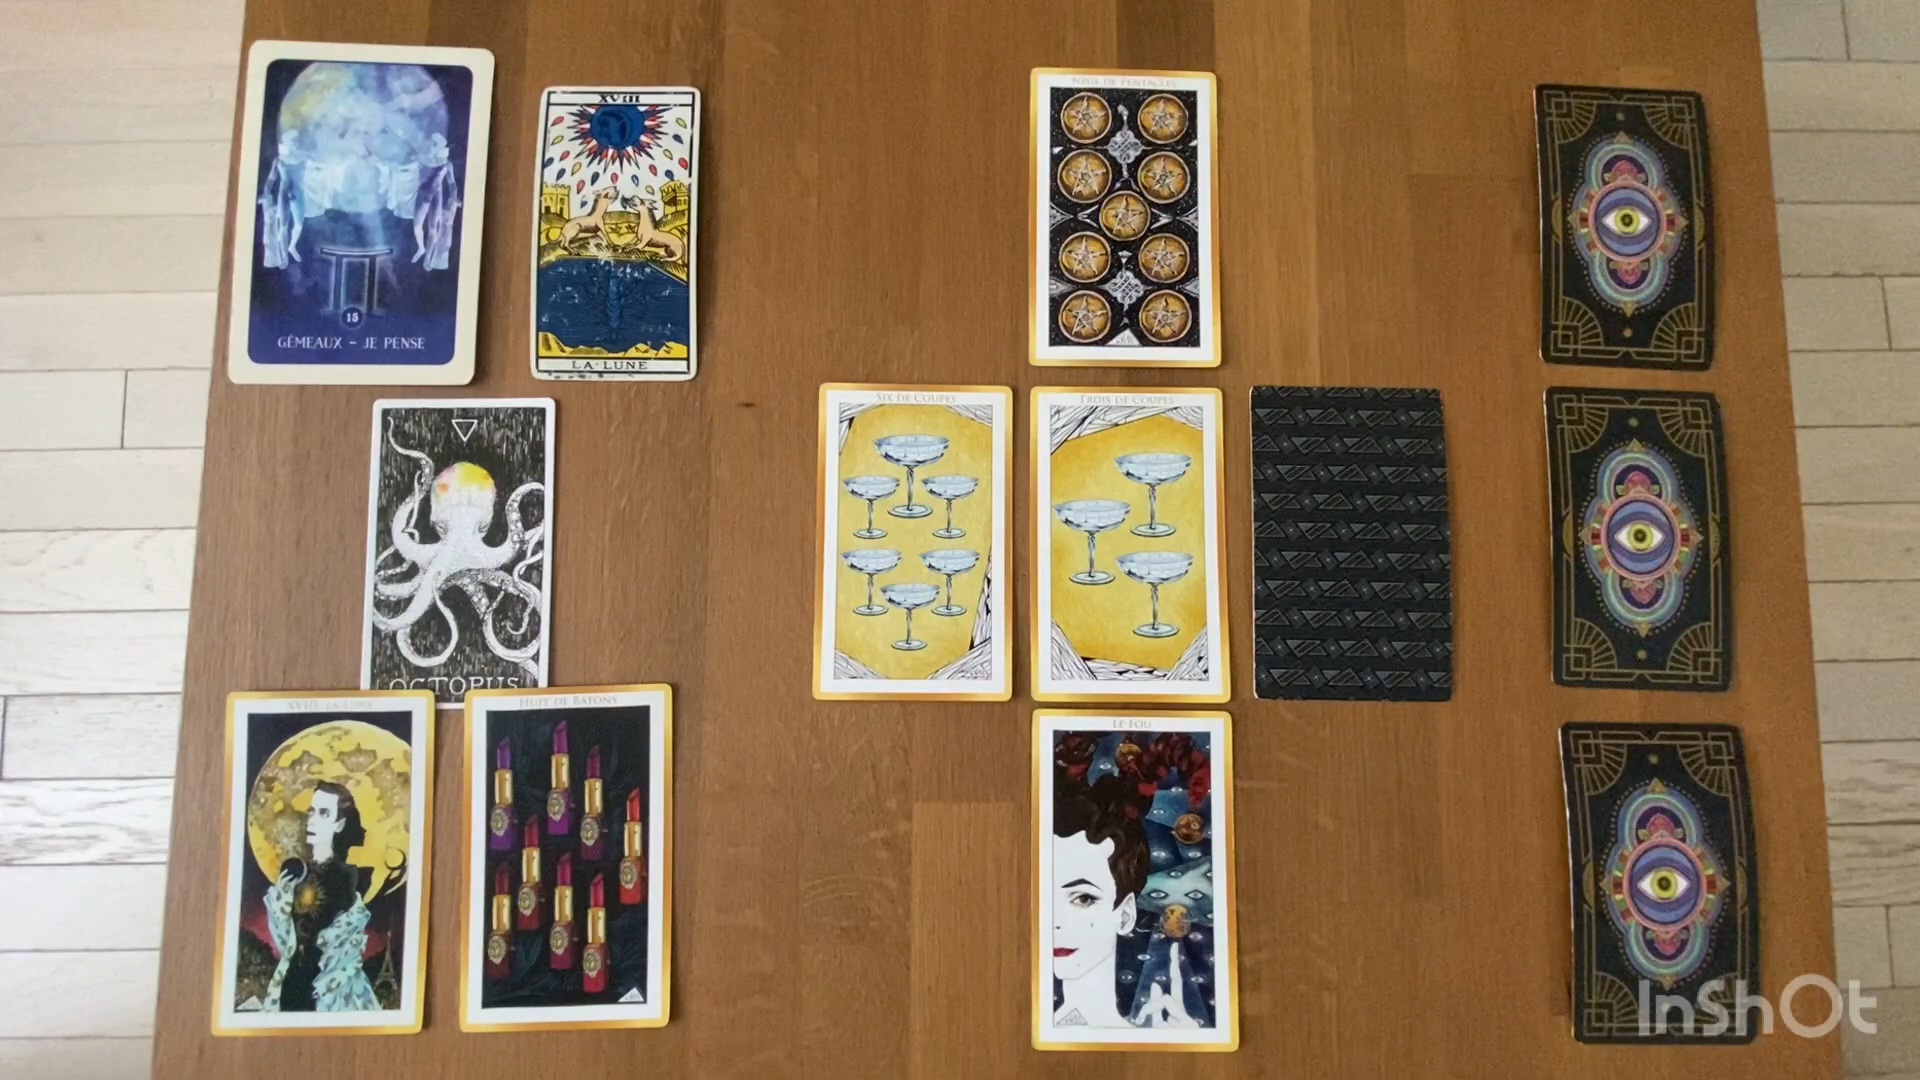 15
GÉMEAUX – JE PENSE
XVIII
LA·LUNE
NEUF DE PENTACLES
OCTOPUS
SIX DE COUPES
TROIS DE COUPES
XVIII LA LUNE
HUIT DE BÂTONS
LE FOU
InShOt